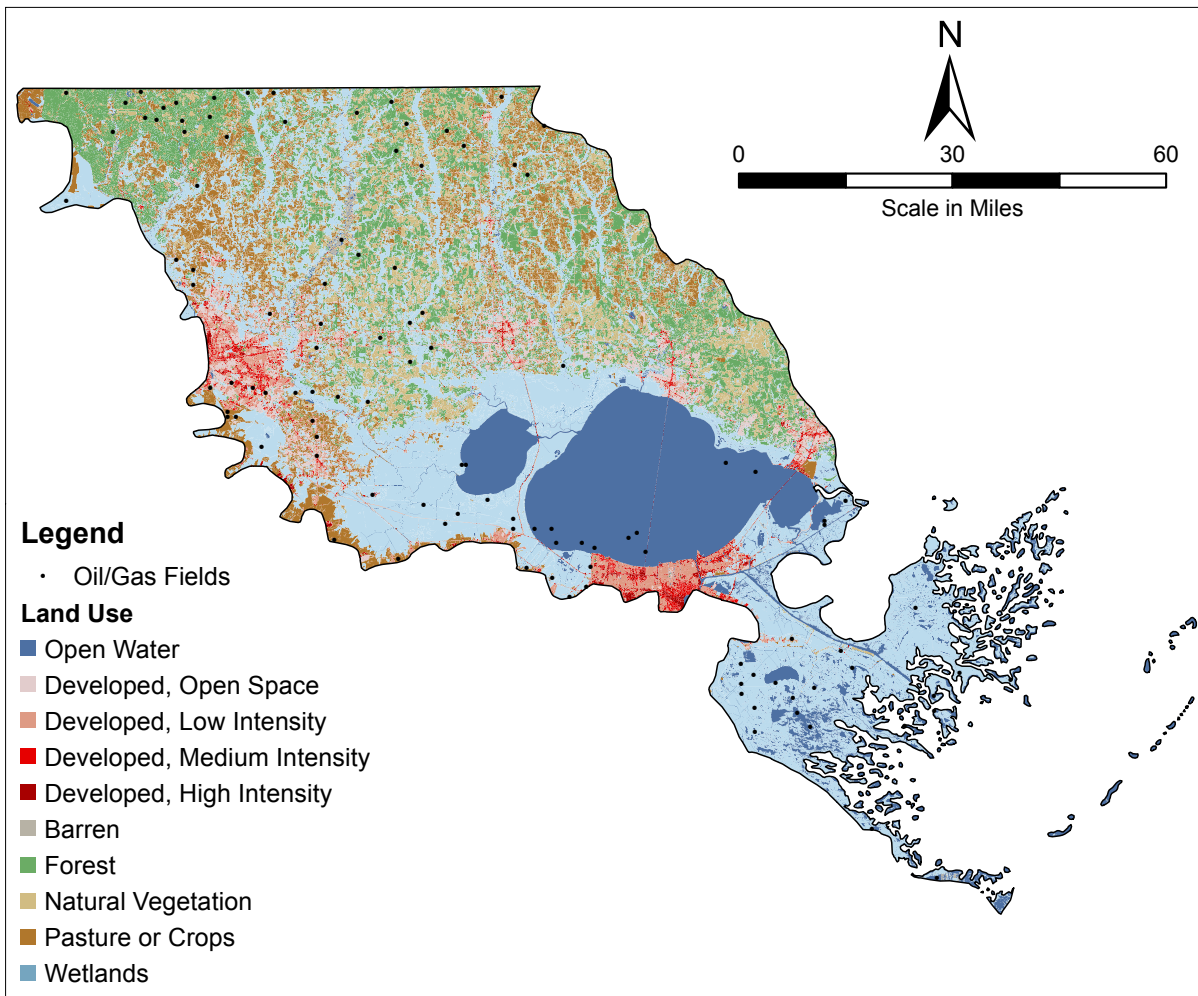 N
0 30 60
Scale in Miles
Legend
Oil/Gas Fields
Land Use
Open Water
Developed, Open Space
Developed, Low Intensity
Developed, Medium Intensity
Developed, High Intensity
Barren
Forest
Natural Vegetation
Pasture or Crops
Wetlands